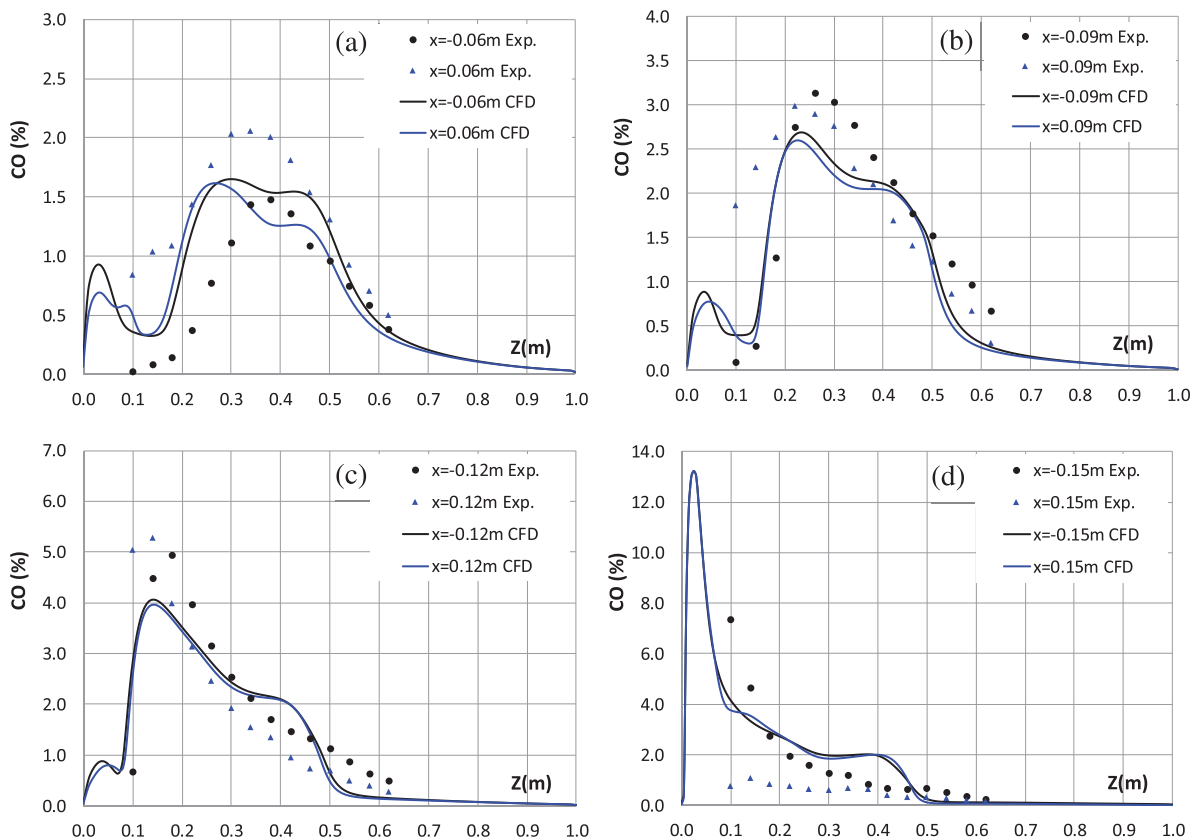 3.0
2.5
2.0
1.5
1.0
0.5
0.0
CO (%)
(a)
x=-0.06m Exp.
x=0.06m Exp.
x=-0.06m CFD
x=0.06m CFD
Z(m)
0.0 0.1 0.2 0.3 0.4 0.5 0.6 0.7 0.8 0.9 1.0
4.0
3.5
3.0
2.5
2.0
1.5
1.0
0.5
0.0
CO (%)
(b)
x=-0.09m Exp.
x=0.09m Exp.
x=-0.09m CFD
x=0.09m CFD
Z(m)
0.0 0.1 0.2 0.3 0.4 0.5 0.6 0.7 0.8 0.9 1.0
7.0
6.0
5.0
4.0
3.0
2.0
1.0
0.0
CO (%)
(c)
x=-0.12m Exp.
x=0.12m Exp.
x=-0.12m CFD
x=0.12m CFD
Z(m)
0.0 0.1 0.2 0.3 0.4 0.5 0.6 0.7 0.8 0.9 1.0
14.0
12.0
10.0
8.0
6.0
4.0
2.0
0.0
CO (%)
(d)
x=-0.15m Exp.
x=0.15m Exp.
x=-0.15m CFD
x=0.15m CFD
Z(m)
0.0 0.1 0.2 0.3 0.4 0.5 0.6 0.7 0.8 0.9 1.0